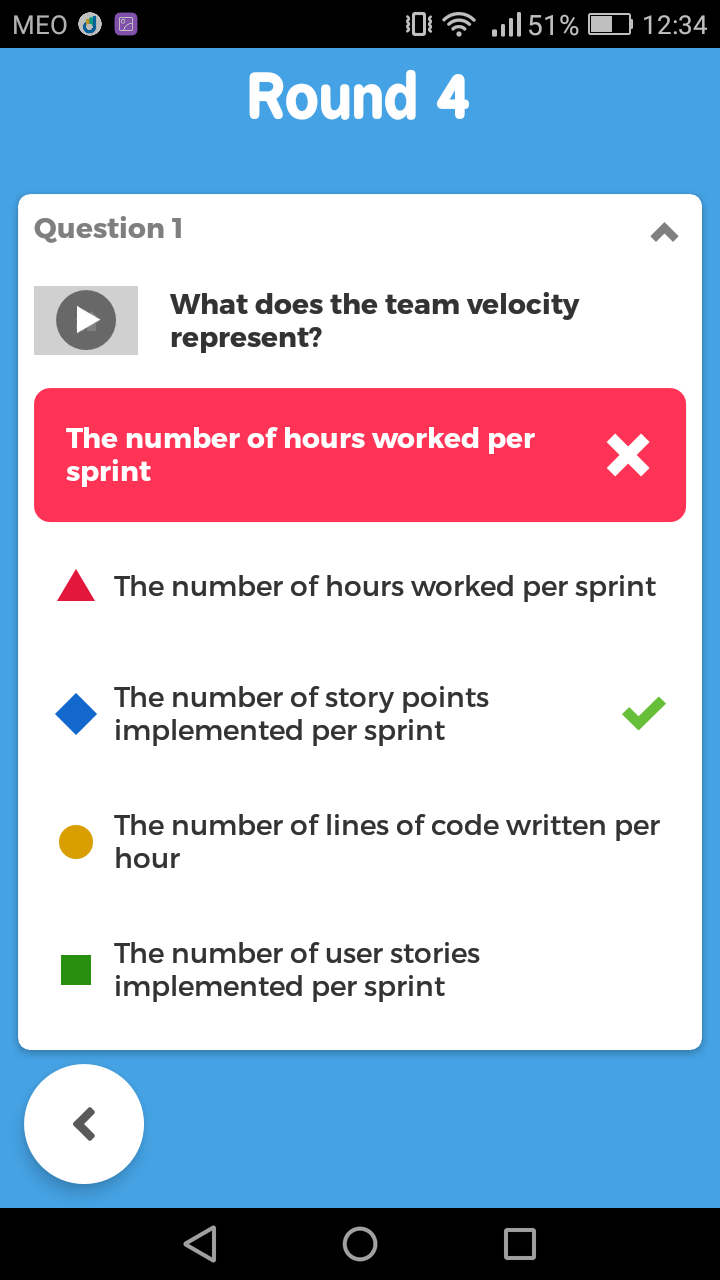 MEO 51% 12:34
Round 4
Question 1
What does the team velocity
represent?
The number of hours worked per
sprint
The number of hours worked per sprint
The number of story points
implemented per sprint
The number of lines of code written per
hour
The number of user stories
implemented per sprint